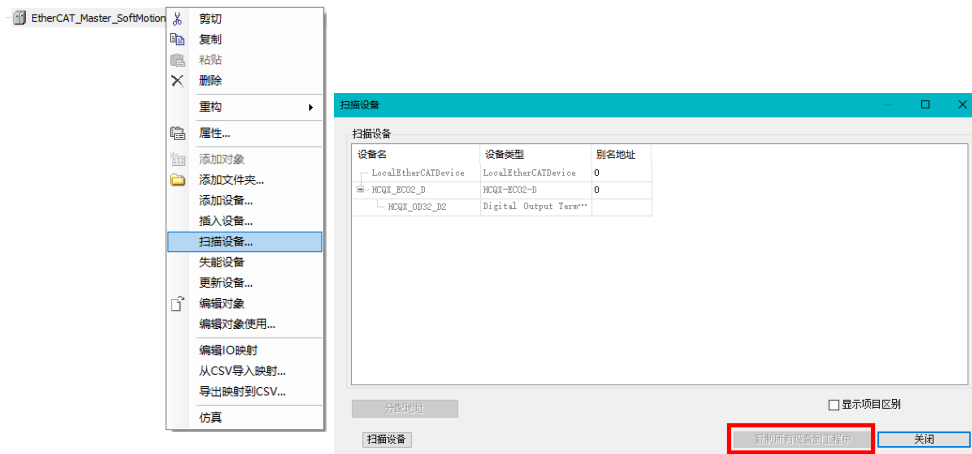 EtherCAT_Master_SoftMotion
剪切
复制
粘贴
删除
重构
属性...
添加对象
添加文件夹...
添加设备...
插入设备...
扫描设备...
失能设备
更新设备...
编辑对象
编辑对象使用...
编辑IO映射
从CSV导入映射...
导出映射到CSV...
仿真
扫描设备
扫描设备
设备名 设备类型 别名地址
LocalEtherCATDevice LocalEtherCATDevice 0
HCQX_EC02_D HCQX-EC02-D 0
HCQX_OD32_D2 Digital Output Term...
分配地址
显示项目区别
扫描设备
复制所有设备到工程中
关闭